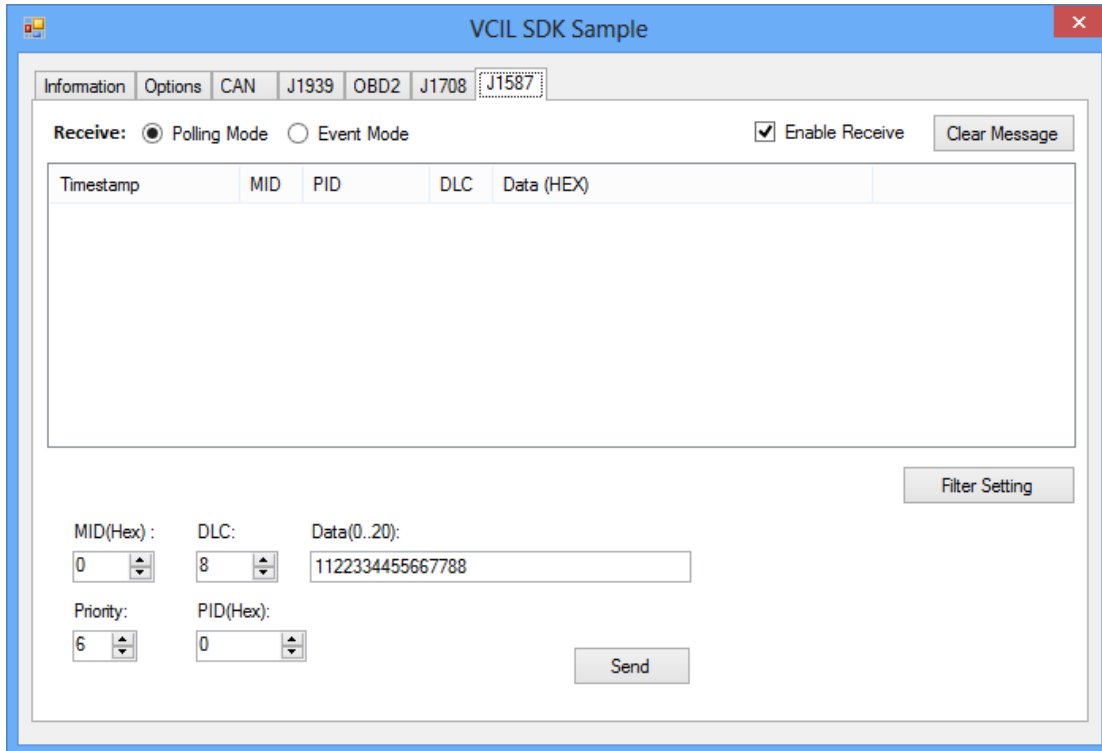 VCIL SDK Sample
Information Options CAN J1939 OBD2 J1708 J1587
Receive: Polling Mode Event Mode Enable Receive Clear Message
Timestamp MID PID DLC Data (HEX)
Filter Setting
MID(Hex) : DLC: Data(0..20):
0 8 1122334455667788
Priority: PID(Hex):
6 0
Send